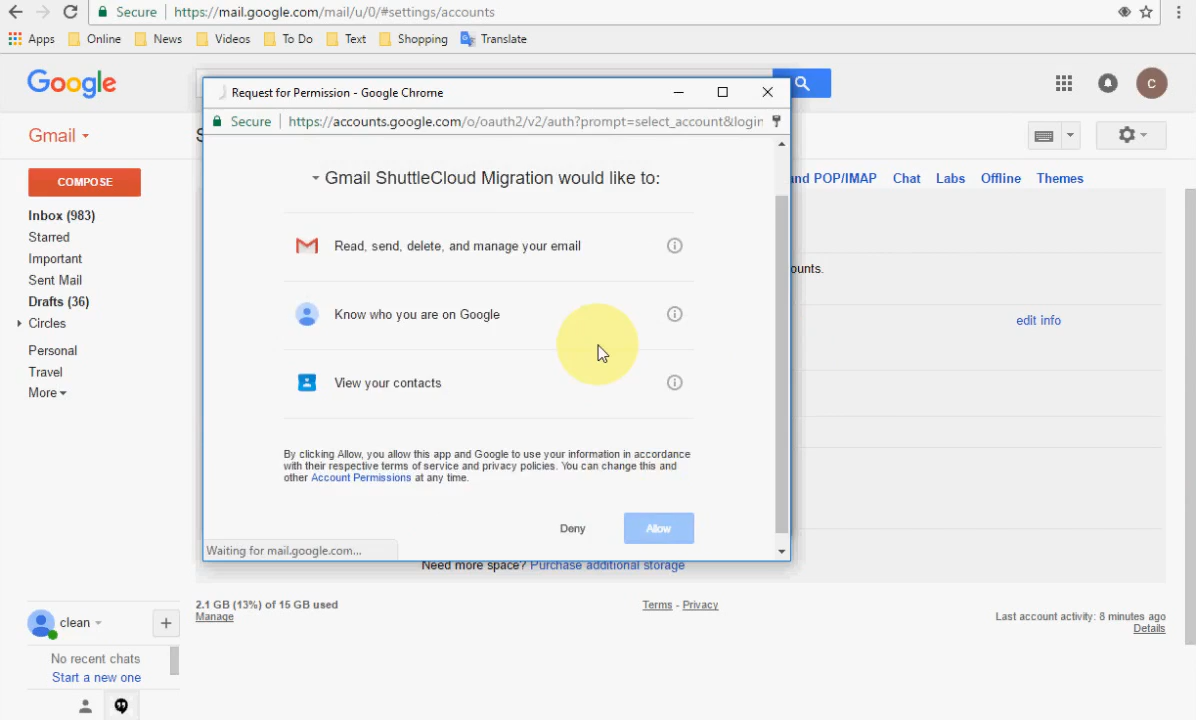 Secure https://mail.google.com/mail/u/0/#settings/accounts
Apps Online News Videos To Do Text Shopping Translate
Google
Request for Permission - Google Chrome
C
Secure https://accounts.google.com/o/oauth2/v2/auth?prompt=select_account&login
Gmail
S
COMPOSE
Gmail ShuttleCloud Migration would like to:
and POP/IMAP Chat Labs Offline Themes
Inbox (983)
Starred
Important
Sent Mail
Drafts (36)
Circles
Personal
Travel
More
Read, send, delete, and manage your email
Know who you are on Google
View your contacts
ounts.
edit info
By clicking Allow, you allow this app and Google to use your information in accordance
with their respective terms of service and privacy policies. You can change this and
other Account Permissions at any time.
Deny Allow
Waiting for mail.google.com...
Need more space? Purchase additional storage
2.1 GB (13%) of 15 GB used
Manage
Terms - Privacy
Last account activity: 8 minutes ago
Details
clean
+
No recent chats
Start a new one